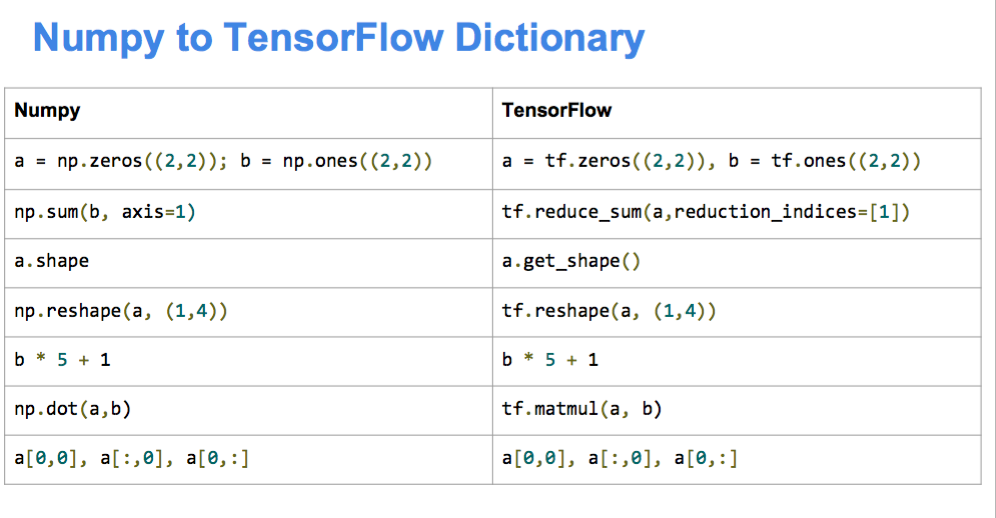 Numpy to TensorFlow Dictionary
Numpy TensorFlow
a = np.zeros((2,2)); b = np.ones((2,2)) a = tf.zeros((2,2)), b = tf.ones((2,2))
np.sum(b, axis=1) tf.reduce_sum(a,reduction_indices=[1])
a.shape a.get_shape()
np.reshape(a, (1,4)) tf.reshape(a, (1,4))
b * 5 + 1 b * 5 + 1
np.dot(a,b) tf.matmul(a, b)
a[0,0], a[:,0], a[0,:] a[0,0], a[:,0], a[0,:]